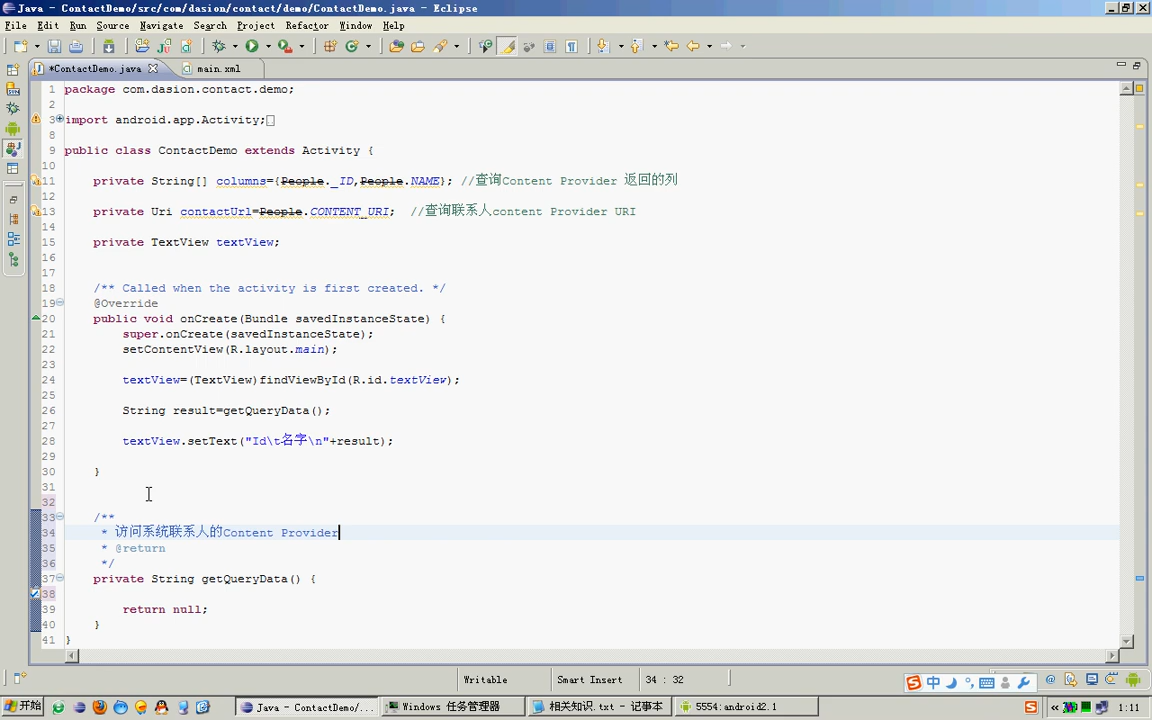 Java - ContactDemo/src/com/dasion/contact/demo/ContactDemo.java - Eclipse
File Edit Run Source Navigate Search Project Refactor Window Help
*ContactDemo.java main.xml
1 package com.dasion.contact.demo;
2
3 import android.app.Activity;
8
9 public class ContactDemo extends Activity {
10
11 private String[] columns={People._ID,People.NAME}; //查询Content Provider 返回的列
12
13 private Uri contactUrl=People.CONTENT_URI; //查询联系人content Provider URI
14
15 private TextView textView;
16
17
18 /** Called when the activity is first created. */
19 @Override
20 public void onCreate(Bundle savedInstanceState) {
21 super.onCreate(savedInstanceState);
22 setContentView(R.layout.main);
23
24 textView=(TextView)findViewById(R.id.textView);
25
26 String result=getQueryData();
27
28 textView.setText("Id\t名字\n"+result);
29
30 }
31
32
33 /**
34 * 访问系统联系人的Content Provider
35 * @return
36 */
37 private String getQueryData() {
38
39 return null;
40 }
41 }
Writable Smart Insert 34 : 32
中
开始 Java - ContactDemo/... Windows 任务管理器 相关知识.txt - 记事本 5554:android2.1 « 1:11